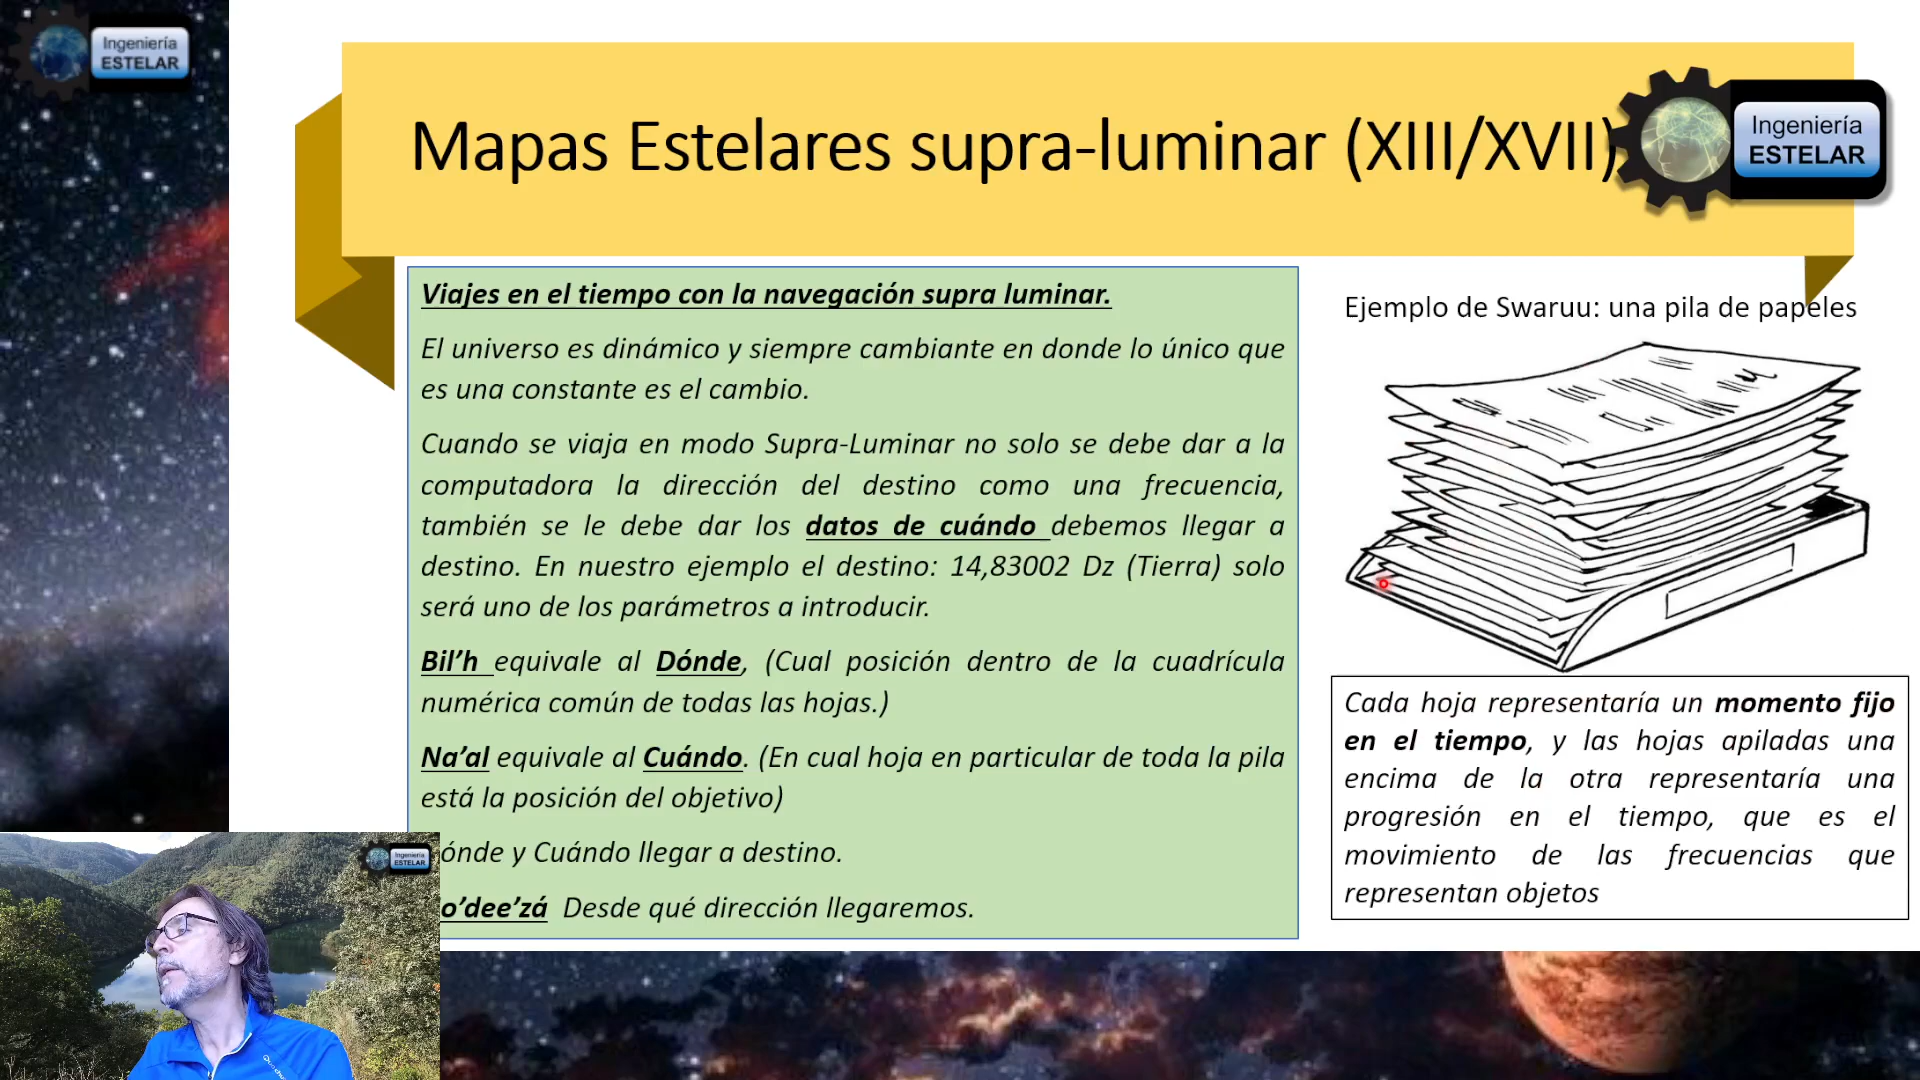 Ingeniería
ESTELAR
Mapas Estelares supra-luminar (XIII/XVII)
Ingeniería
ESTELAR
Viajes en el tiempo con la navegación supra luminar.
El universo es dinámico y siempre cambiante en donde lo único que
es una constante es el cambio.
Cuando se viaja en modo Supra-Luminar no solo se debe dar a la
computadora la dirección del destino como una frecuencia,
también se le debe dar los datos de cuándo debemos llegar a
destino. En nuestro ejemplo el destino: 14,83002 Dz (Tierra) solo
será uno de los parámetros a introducir.
Bil’h equivale al Dónde, (Cual posición dentro de la cuadrícula
numérica común de todas las hojas.)
Na’al equivale al Cuándo. (En cual hoja en particular de toda la pila
está la posición del objetivo)
ónde y Cuándo llegar a destino.
o’dee’zá Desde qué dirección llegaremos.
Ejemplo de Swaruu: una pila de papeles
Cada hoja representaría un momento fijo
en el tiempo, y las hojas apiladas una
encima de la otra representaría una
progresión en el tiempo, que es el
movimiento de las frecuencias que
representan objetos
Ingeniería
ESTELAR